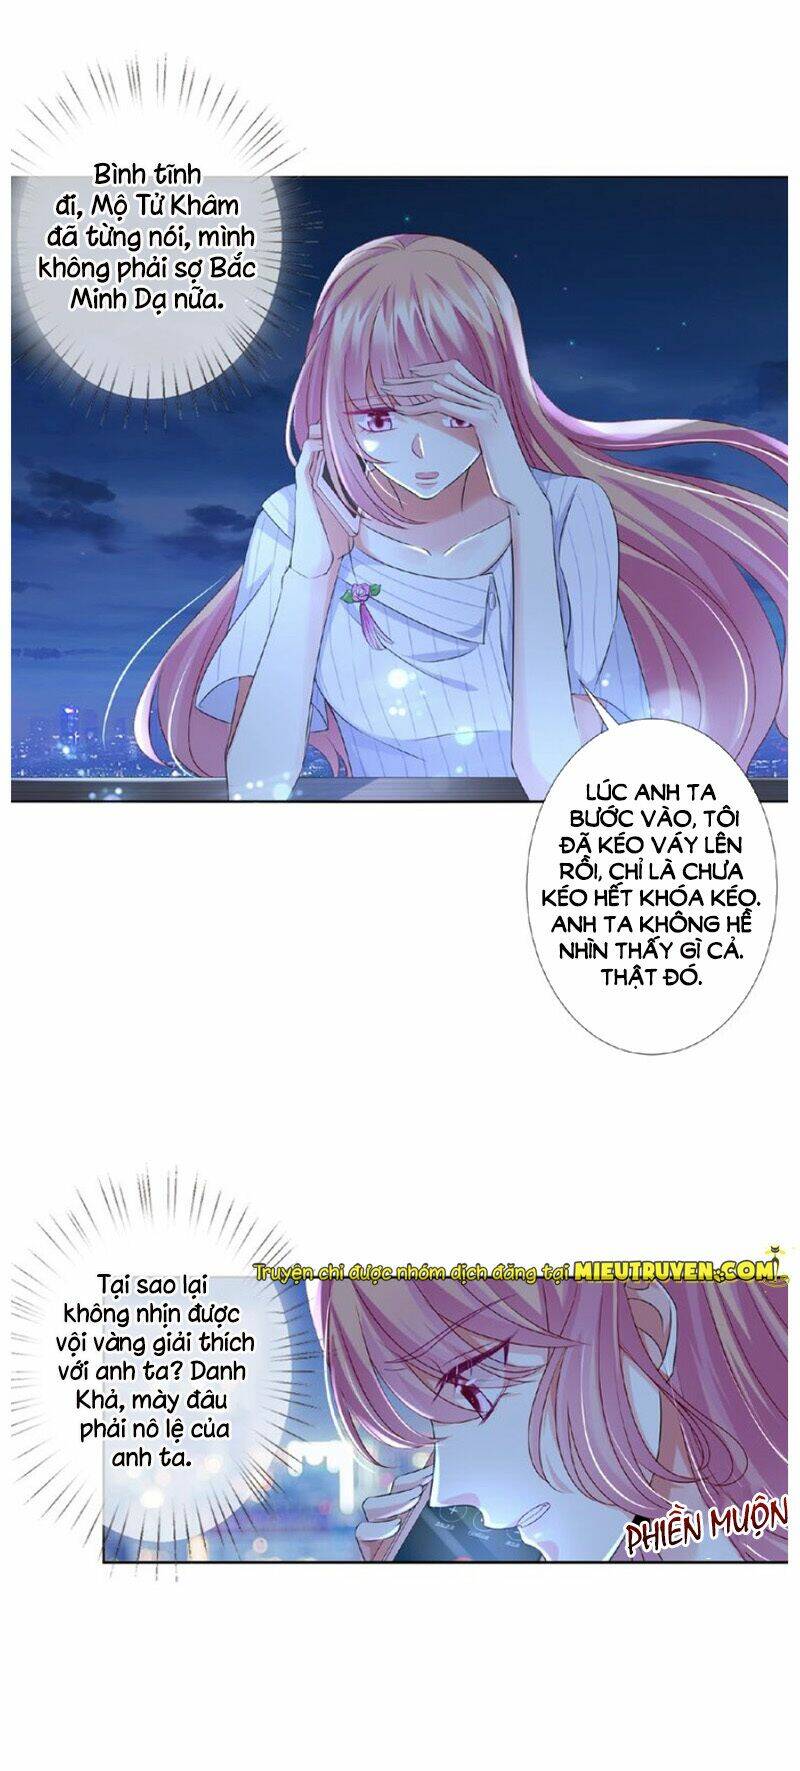 Bình tĩnh
đi, Mộ Tử Khâm
đã từng nói, mình
không phải sợ Bắc
Minh Dạ nữa.
LÚC ANH TA
BƯỚC VÀO, TÔI
ĐÃ KÉO VÁY LÊN
RỒI, CHỈ LÀ CHƯA
KÉO HẾT KHÓA KÉO.
ANH TA KHÔNG HỀ
NHÌN THẤY GÌ CẢ.
THẬT ĐÓ.
Truyện chỉ được nhóm dịch đăng tại MIEUTRUYEN.COM
Tại sao lại
không nhịn được
vội vàng giải thích
với anh ta? Danh
Khả, mày đâu
phải nô lệ của
anh ta.
PHIỀN MUỘN